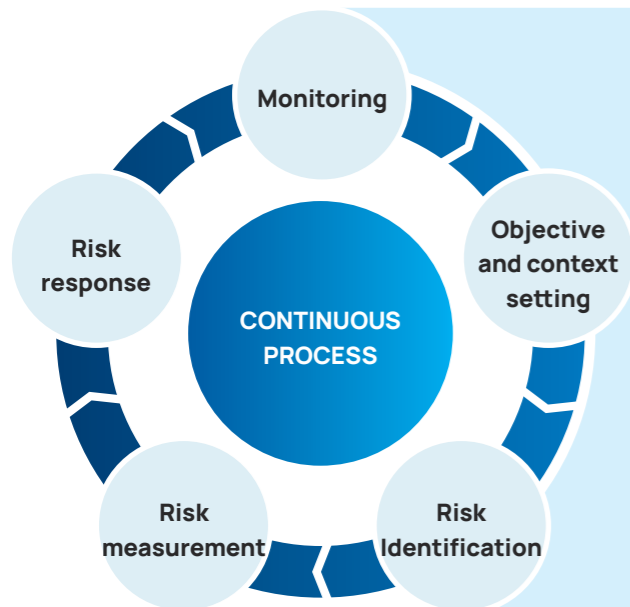 Monitoring
Objective
and context
setting
Risk
Identification
Risk
measurement
Risk
response
CONTINUOUS
PROCESS